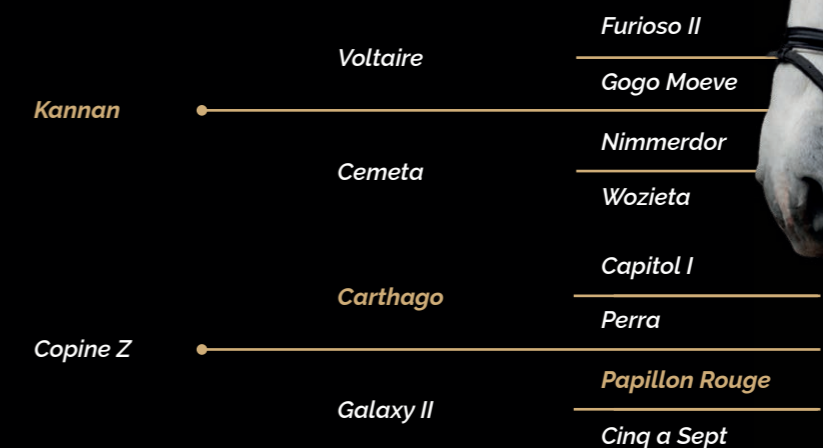 Furioso II
Voltaire
Gogo Moeve
Kannan
Nimmerdor
Cemeta
Wozieta
Capitol I
Carthago
Perra
Copine Z
Papillon Rouge
Galaxy II
Cinq a Sept